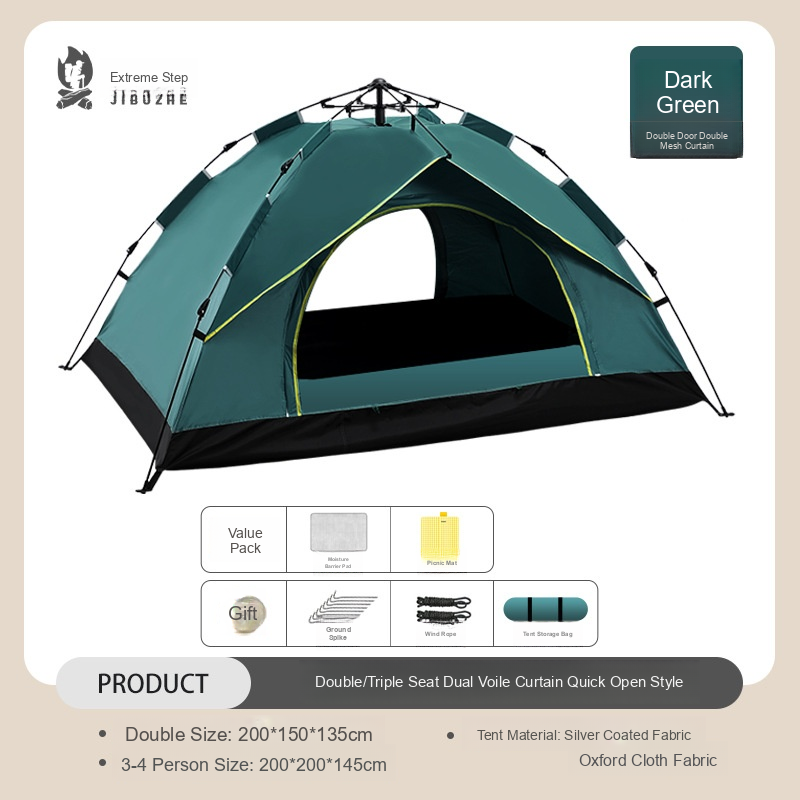 Extreme Step
JIBUZHE
Dark
Green
Double Door Double
Mesh Curtain
Value
Pack
Moisture
Barrier Pad
Picnic Mat
Gift
Ground
Spike
Wind Rope
Tent Storage Bag
PRODUCT
Double/Triple Seat Dual Voile Curtain Quick Open Style
• Double Size: 200*150*135cm
• 3-4 Person Size: 200*200*145cm
• Tent Material: Silver Coated Fabric
Oxford Cloth Fabric